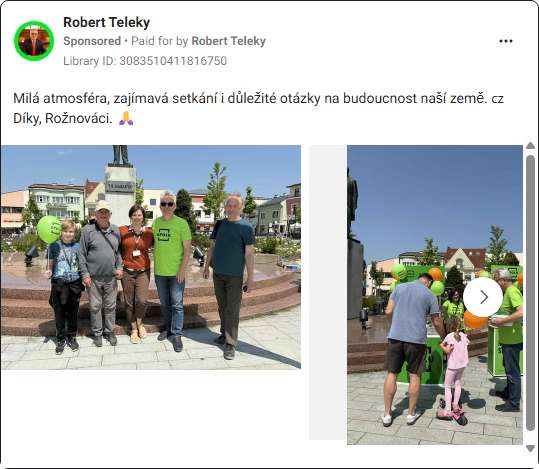 Robert Teleky
Sponsored • Paid for by Robert Teleky
Library ID: 3083510411816750
Milá atmosféra, zajímavá setkání i důležité otázky na budoucnost naší země. cz
Díky, Rožnováci. 🙏